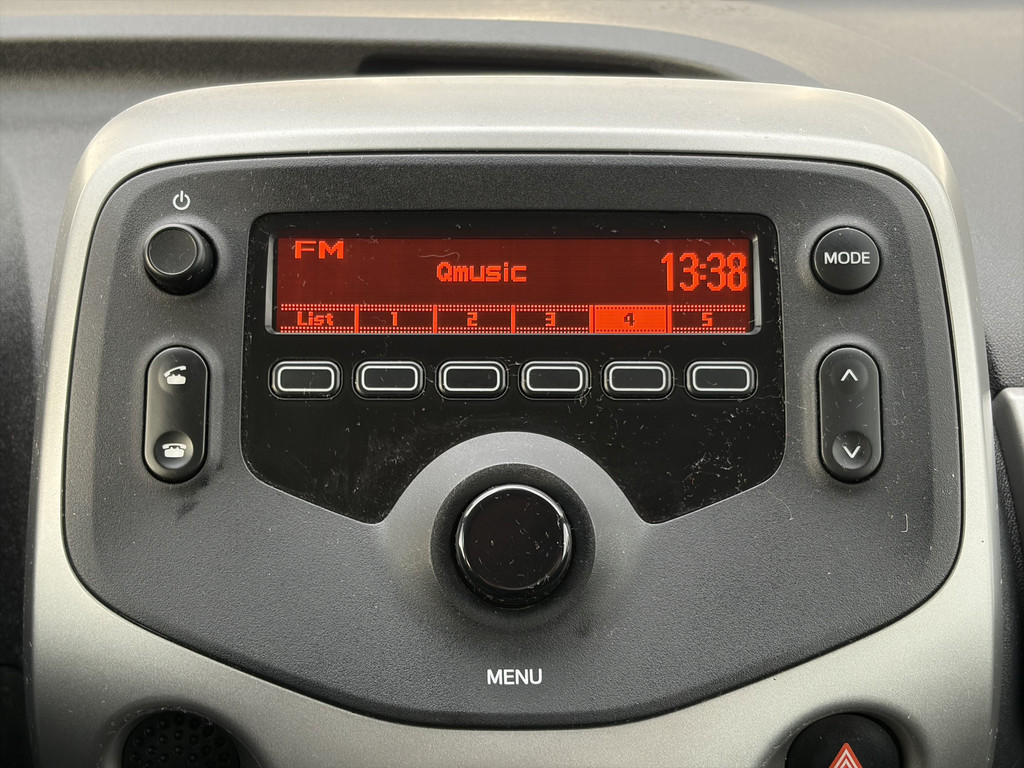 FM
Qmusic
13:38
List 1 2 3 4 5
MODE
MENU